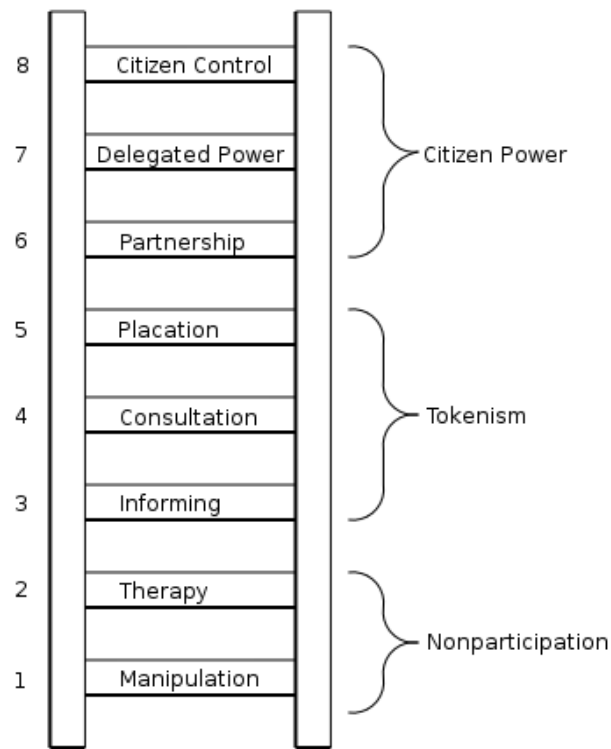 8 Citizen Control
7 Delegated Power
Citizen Power
6 Partnership
5 Placation
4 Consultation
Tokenism
3 Informing
2 Therapy
Nonparticipation
1 Manipulation